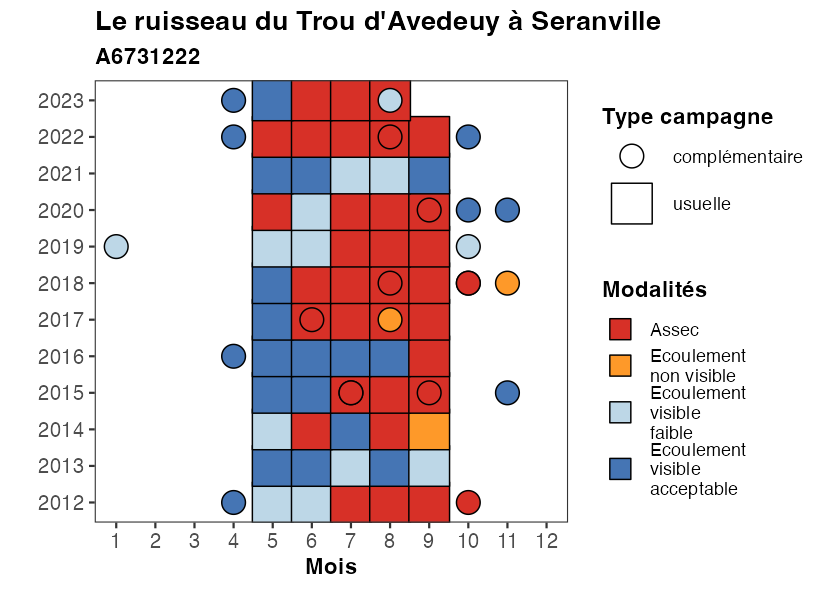 Le ruisseau du Trou d'Avedeuy à Seranville
A6731222
2023
2022
2021
2020
2019
2018
2017
2016
2015
2014
2013
2012
1 2 3 4 5 6 7 8 9 10 11 12
Mois
Type campagne
complémentaire
usuelle
Modalités
Assec
Ecoulement
non visible
Ecoulement
visible
faible
Ecoulement
visible
acceptable